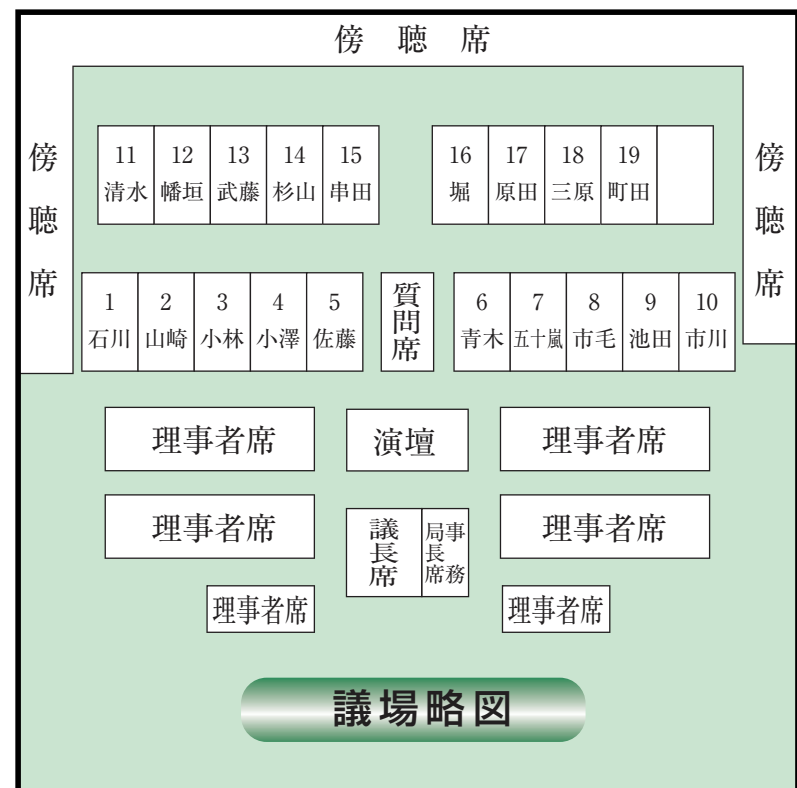 傍聴席
傍聴席
傍聴席
11 12 13 14 15 16 17 18 19
清水 幡垣 武藤 杉山 串田 堀 原田 三原 町田
1 2 3 4 5 質問席 6 7 8 9 10
石川 山崎 小林 小澤 佐藤 青木 五十嵐 市毛 池田 市川
理事者席 演壇 理事者席
理事者席 議長席 事務局長席 理事者席
理事者席 理事者席
議場略図